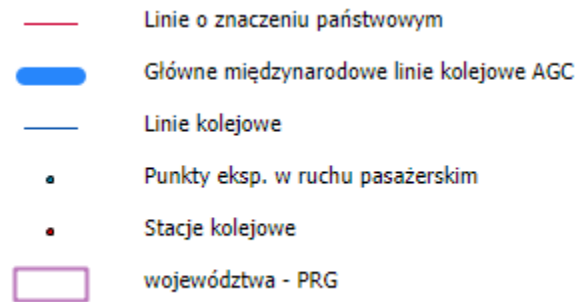 Linie o znaczeniu państwowym
Główne międzynarodowe linie kolejowe AGC
Linie kolejowe
Punkty eksp. w ruchu pasażerskim
Stacje kolejowe
województwa - PRG